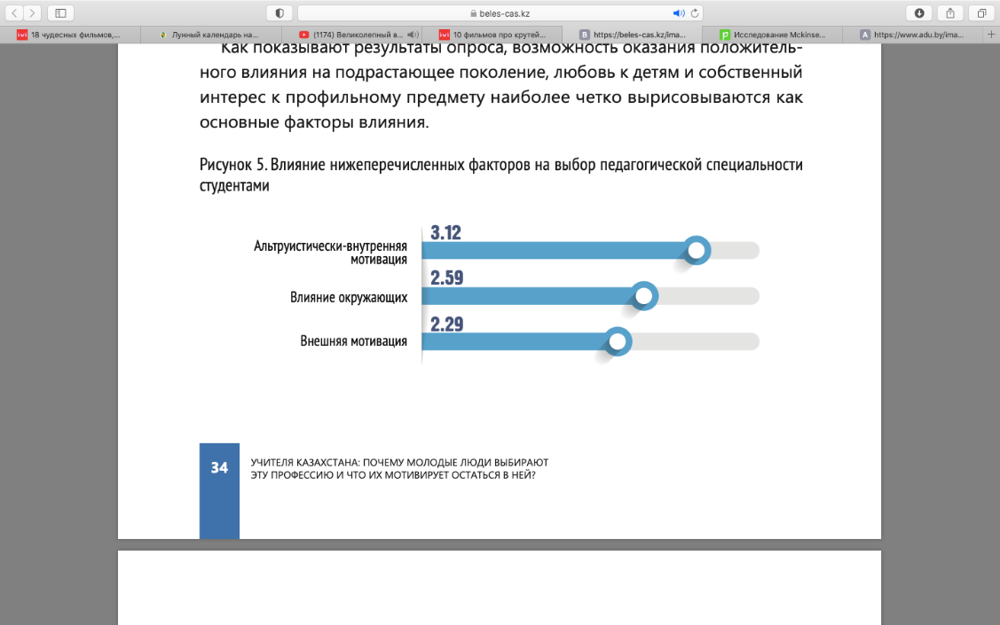 beles-cas.kz
18 чудесных фильмов,...
Лунный календарь на...
(1174) Великолепный в...
10 фильмов про крутей...
B https://beles-cas.kz/ima...
Исследование Mckinse...
A https://www.adu.by/ima...
Как показывают результаты опроса, возможность оказания положитель-
ного влияния на подрастающее поколение, любовь к детям и собственный
интерес к профильному предмету наиболее четко вырисовываются как
основные факторы влияния.
Рисунок 5. Влияние нижеперечисленных факторов на выбор педагогической специальности
студентами
3.12
Альтруистически-внутренняя
мотивация
2.59
Влияние окружающих
2.29
Внешняя мотивация
34
УЧИТЕЛЯ КАЗАХСТАНА: ПОЧЕМУ МОЛОДЫЕ ЛЮДИ ВЫБИРАЮТ
ЭТУ ПРОФЕССИЮ И ЧТО ИХ МОТИВИРУЕТ ОСТАТЬСЯ В НЕЙ?